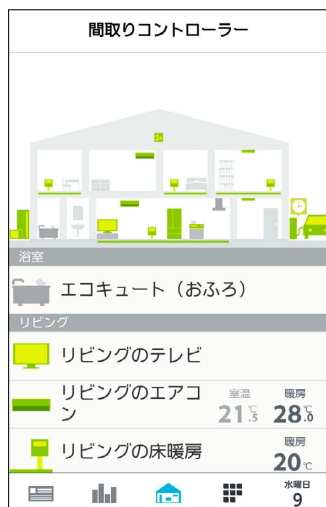 間取りコントローラー
浴室
エコキュート（おふろ）
リビング
リビングのテレビ
リビングのエアコ
ン
室温
21.5℃
暖房
28.0℃
リビングの床暖房
暖房
20℃
水曜日
9